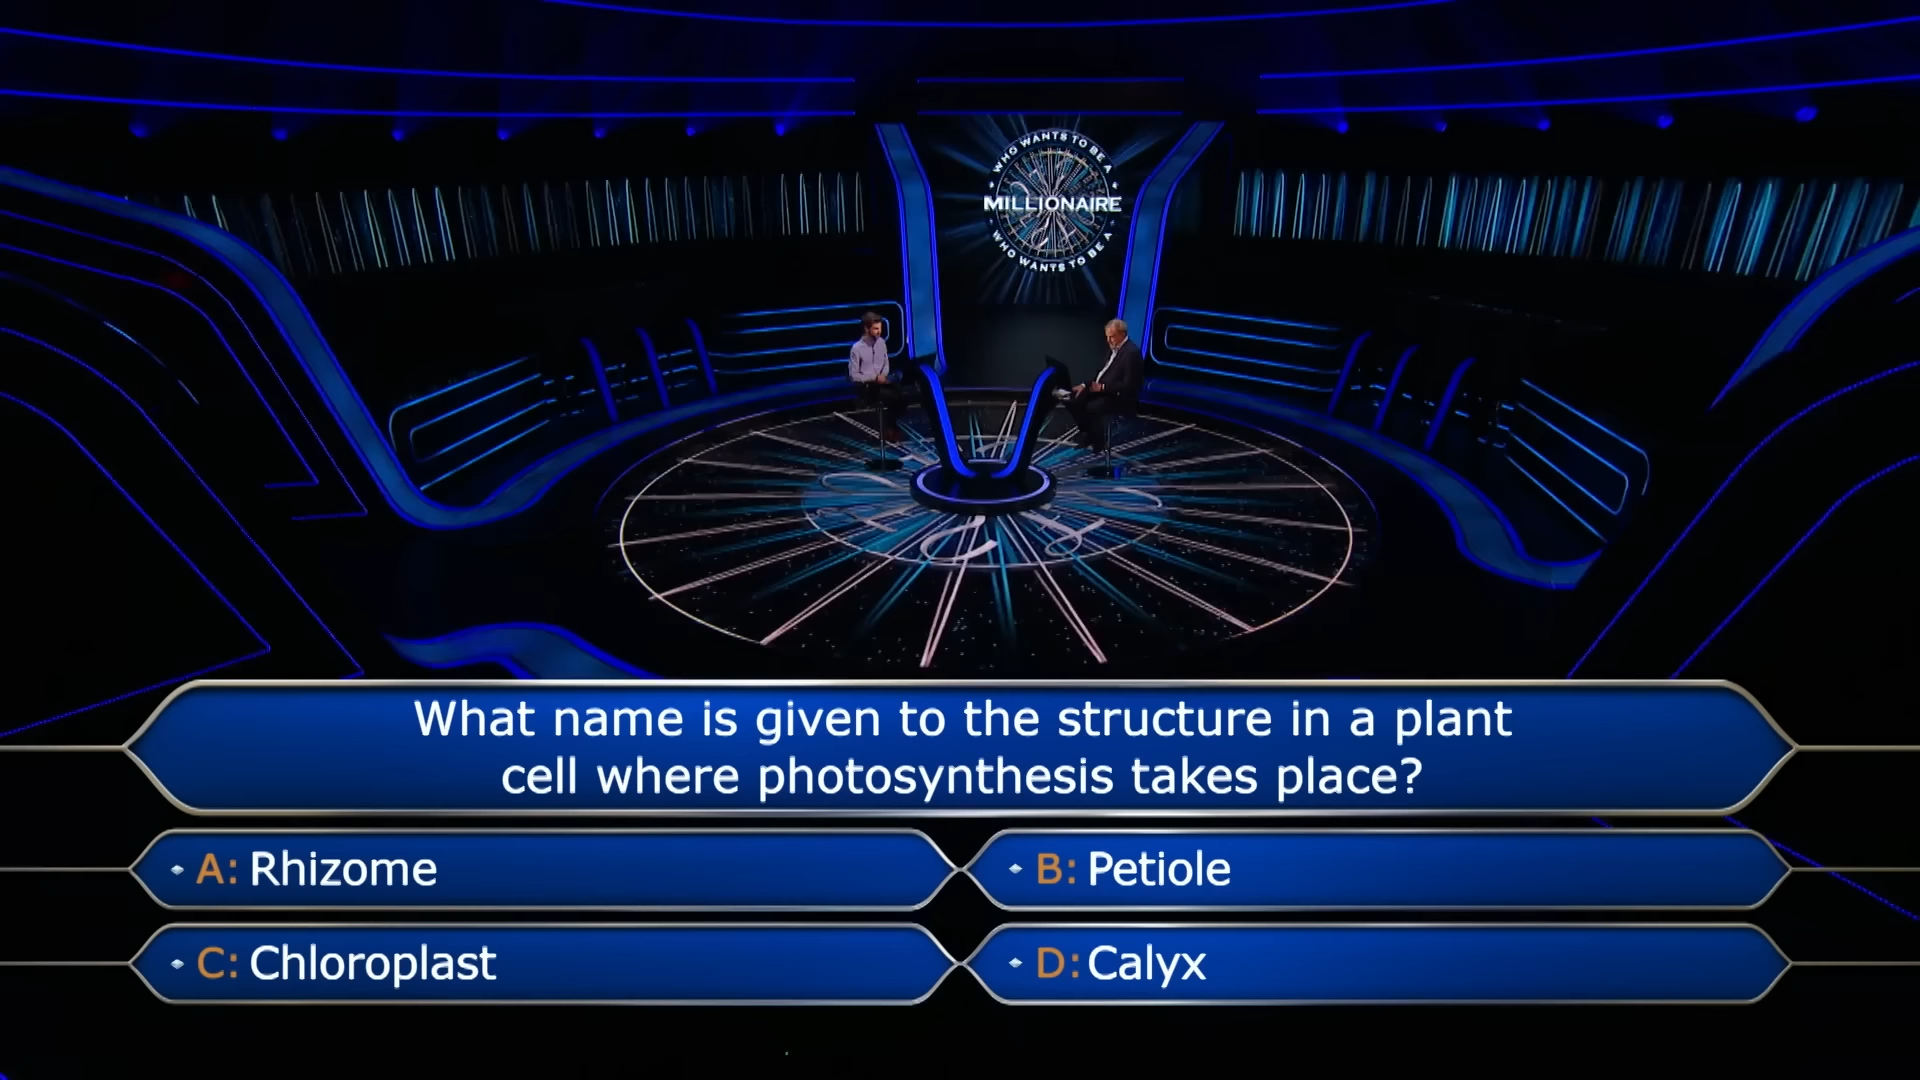 WHO WANTS TO BE A
MILLIONAIRE
WHO WANTS TO BE A
What name is given to the structure in a plant
cell where photosynthesis takes place?
A: Rhizome
B: Petiole
C: Chloroplast
D: Calyx